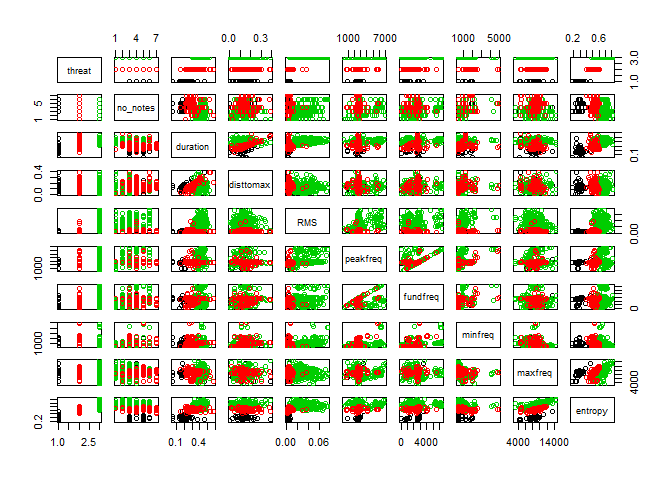 1 3 5 7
0.0 0.3
1000 7000
1000 5000
0.2 0.6
threat
1.0 3.0
no_notes
1 5
duration
0.1
disttomax
0.0 0.4
RMS
0.00
peakfreq
1000
fundfreq
0
minfreq
1000
maxfreq
4000
entropy
0.2
1.0 2.5
0.1 0.4
0.00 0.06
0 4000
4000 14000